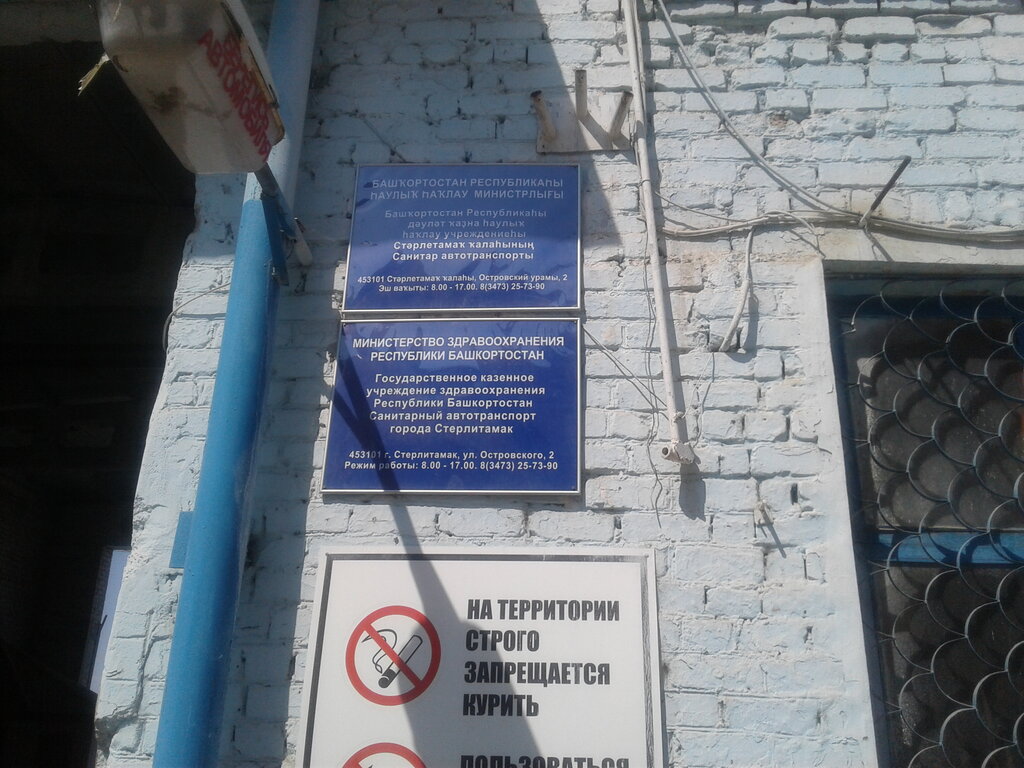 БАШҠОРТОСТАН РЕСПУБЛИКАҺЫ
ҺАУЛЫҠ ҺАҠЛАУ МИНИСТРЛЫҒЫ
Башҡортостан Республикаһы
дәүләт ҡаҙна һаулыҡ
һаҡлау учреждениеһы
Стәрлетамаҡ ҡалаһының
Санитар автотранспорты
453101 Стәрлетамаҡ ҡалаһы, Островский урамы, 2
Эш ваҡыты: 8.00 - 17.00. 8(3473) 25-73-90
МИНИСТЕРСТВО ЗДРАВООХРАНЕНИЯ
РЕСПУБЛИКИ БАШКОРТОСТАН
Государственное казенное
учреждение здравоохранения
Республики Башкортостан
Санитарный автотранспорт
города Стерлитамак
453101 г. Стерлитамак, ул. Островского, 2
Режим работы: 8.00 - 17.00. 8(3473) 25-73-90
НА ТЕРРИТОРИИ
СТРОГО
ЗАПРЕЩАЕТСЯ
КУРИТЬ
ПОЛЬЗОВАТЬСЯ